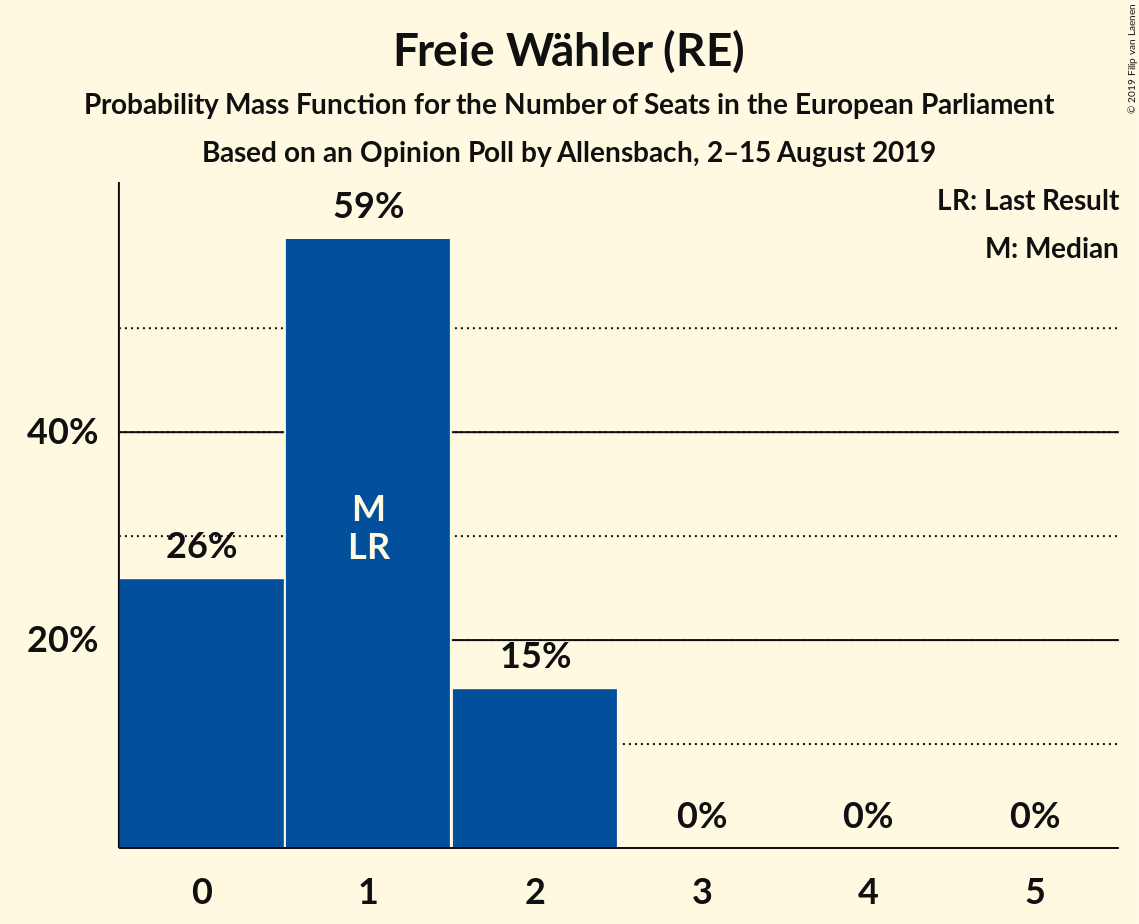 Freie Wähler (RE)
Probability Mass Function for the Number of Seats in the European Parliament
Based on an Opinion Poll by Allensbach, 2–15 August 2019
© 2019 Filip van Laenen
LR: Last Result
M: Median
59%
40%
M
LR
26%
20%
15%
0%
0%
0%
0
1
2
3
4
5